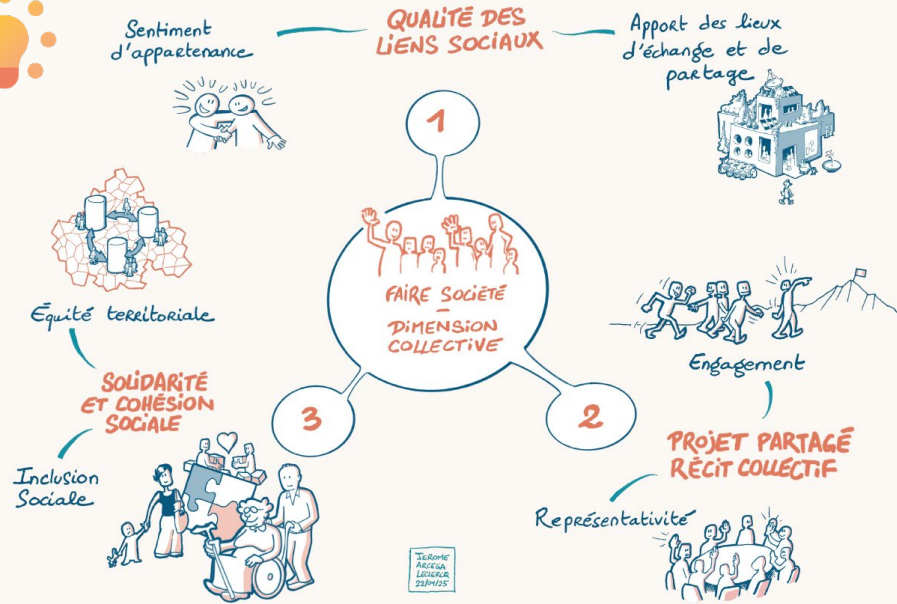 QUALITÉ DES
LIENS SOCIAUX
Sentiment
d'appartenance
Apport des lieux
d'échange et de
partage
1
FAIRE SOCIÉTÉ
–
DIMENSION
COLLECTIVE
Équité territoriale
SOLIDARITÉ
ET COHÉSION
SOCIALE
3
Inclusion
Sociale
2
Engagement
PROJET PARTAGÉ
RÉCIT COLLECTIF
Représentativité
JEROME
ARCEGA
LECLERCQ
22/01/25